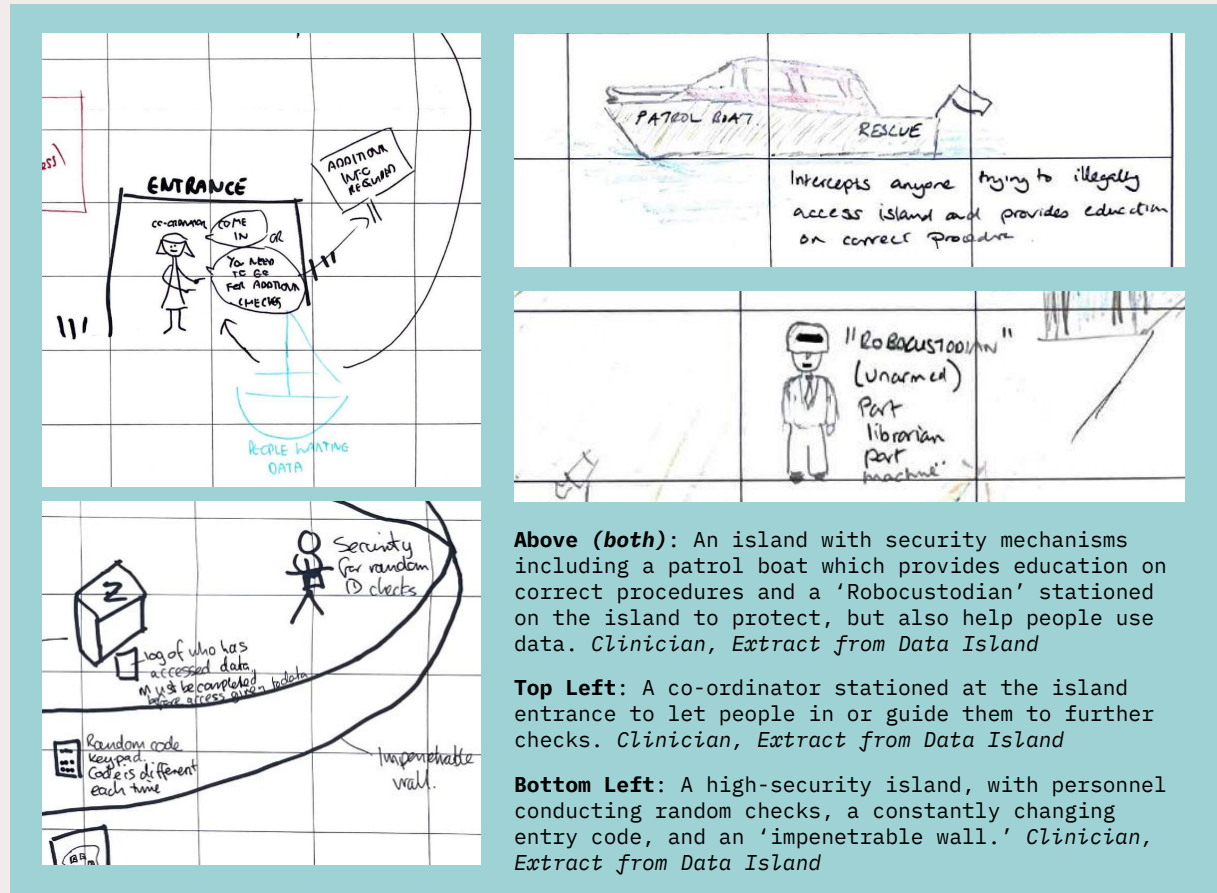 ess)
ENTRANCE
CO-ORDINATOR
COME
IN
OR
YOU NEED
TO GO
FOR ADDITIONAL
CHECKS
ADDITIONAL
INFO
REQUIRED
PEOPLE WANTING
DATA
PATROL BOAT
RESCUE
Intercepts anyone trying to illegally
access island and provides education
on correct procedure.
"ROBOCUSTODIAN"
(unarmed)
Part
librarian
part
machine"
Z
Security
for random
ID checks
log of who has
accessed data
Must be completed
before access given to data
Random code
keypad.
Code is different
each time
Impenetrable
wall.
Above (both): An island with security mechanisms
including a patrol boat which provides education on
correct procedures and a ‘Robocustodian’ stationed
on the island to protect, but also help people use
data. Clinician, Extract from Data Island
Top Left: A co-ordinator stationed at the island
entrance to let people in or guide them to further
checks. Clinician, Extract from Data Island
Bottom Left: A high-security island, with personnel
conducting random checks, a constantly changing
entry code, and an ‘impenetrable wall.’ Clinician,
Extract from Data Island